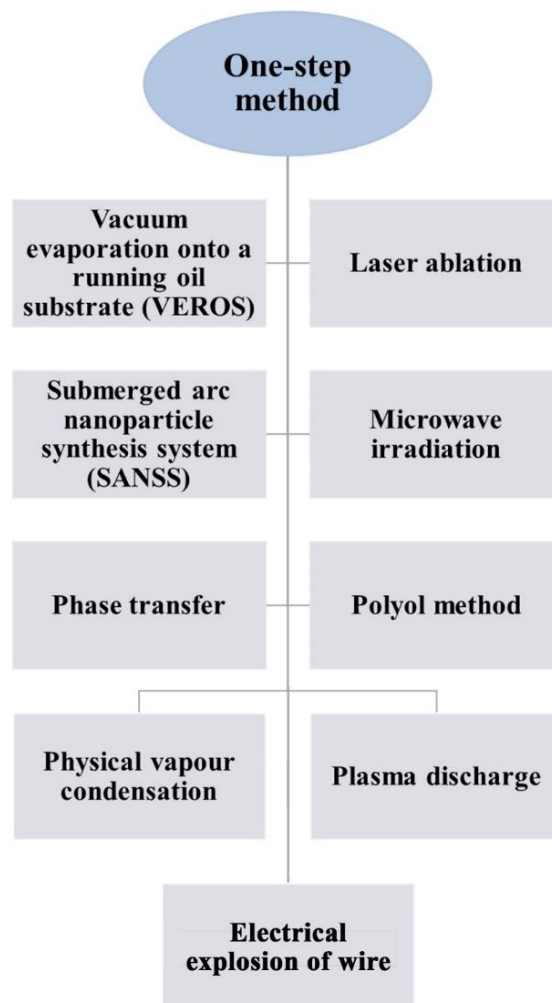 One-step
method
Vacuum
evaporation onto a
running oil
substrate (VEROS)
Laser ablation
Submerged arc
nanoparticle
synthesis system
(SANSS)
Microwave
irradiation
Phase transfer
Polyol method
Physical vapour
condensation
Plasma discharge
Electrical
explosion of wire